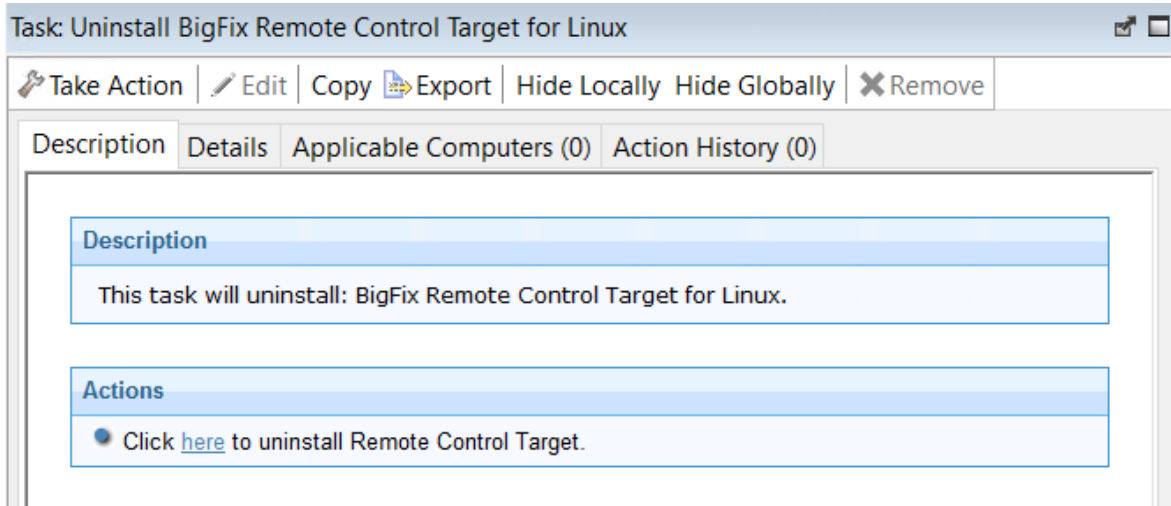 Task: Uninstall BigFix Remote Control Target for Linux
Take Action Edit Copy Export Hide Locally Hide Globally Remove
Description Details Applicable Computers (0) Action History (0)
Description
This task will uninstall: BigFix Remote Control Target for Linux.
Actions
Click here to uninstall Remote Control Target.